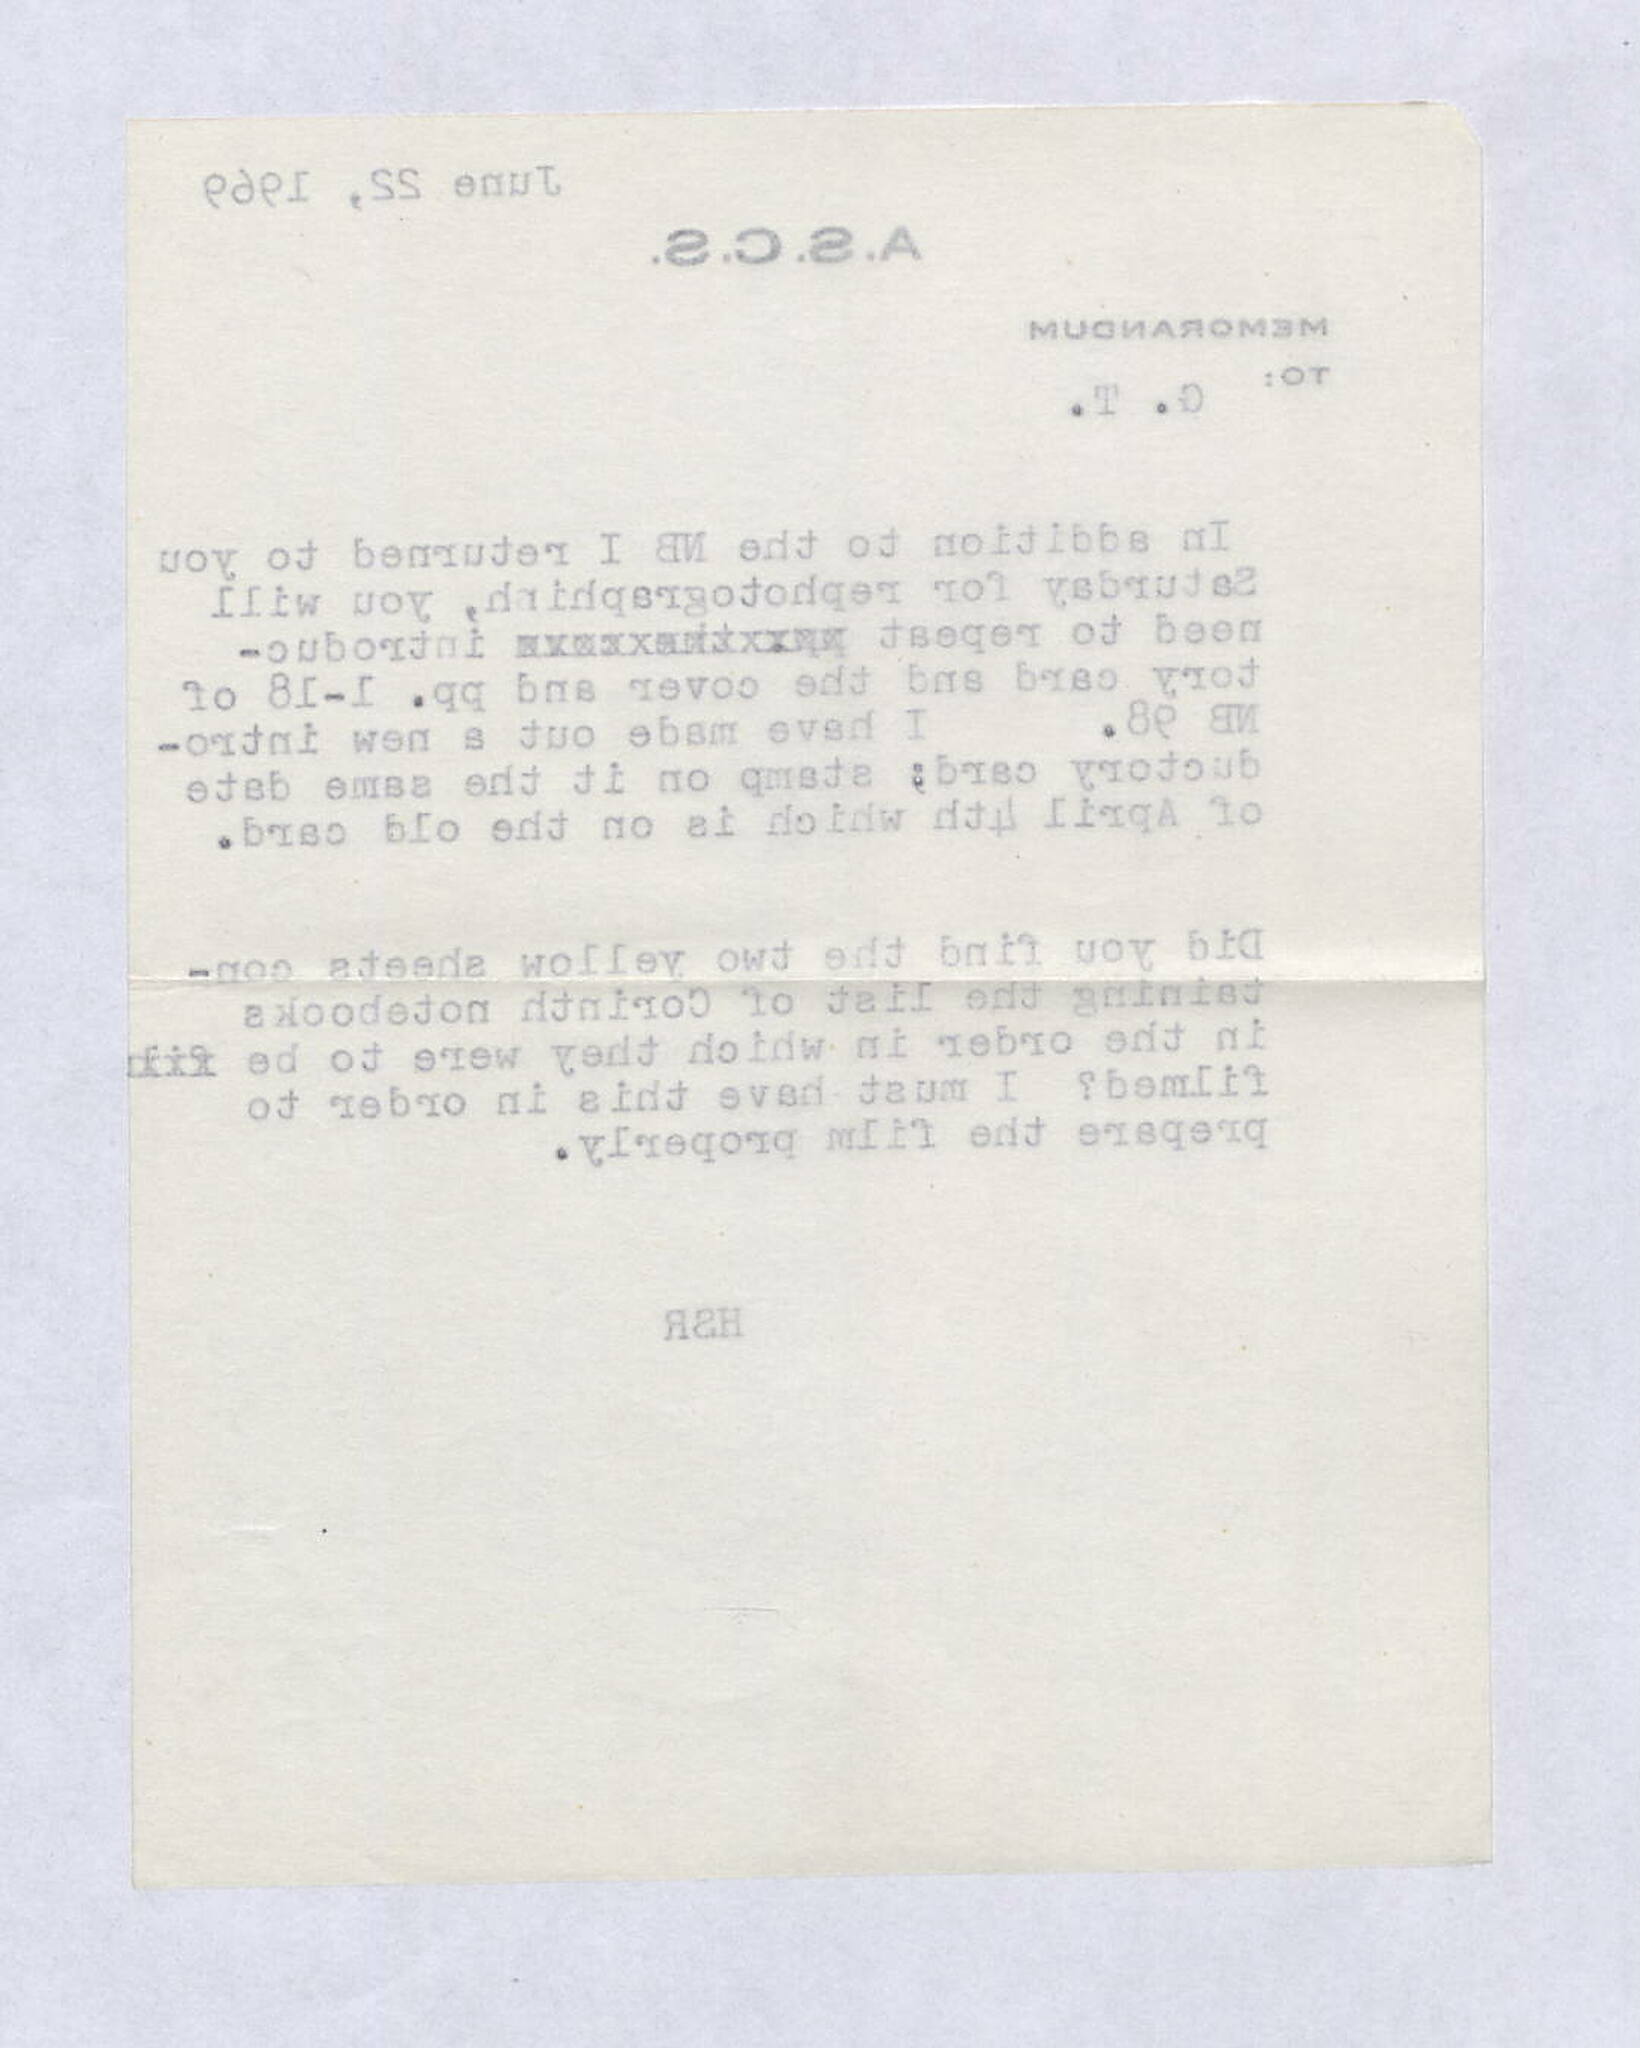 June 22, 1969
A.S.C.S.
MEMORANDUM
TO:
G. T.
In addition to the NB I returned to you
Saturday for rephotographinh, you will
need to repeat introduc-
tory card and the cover and pp. 1-18 of
NB 98. I have made out a new intro-
ductory card; stamp on it the same date
of April 4th which is on the old card.
Did you find the two yellow sheets con-
taining the list of Corinth notebooks
in the order in which they were to be
filmed? I must have this in order to
prepare the film properly.
HSR